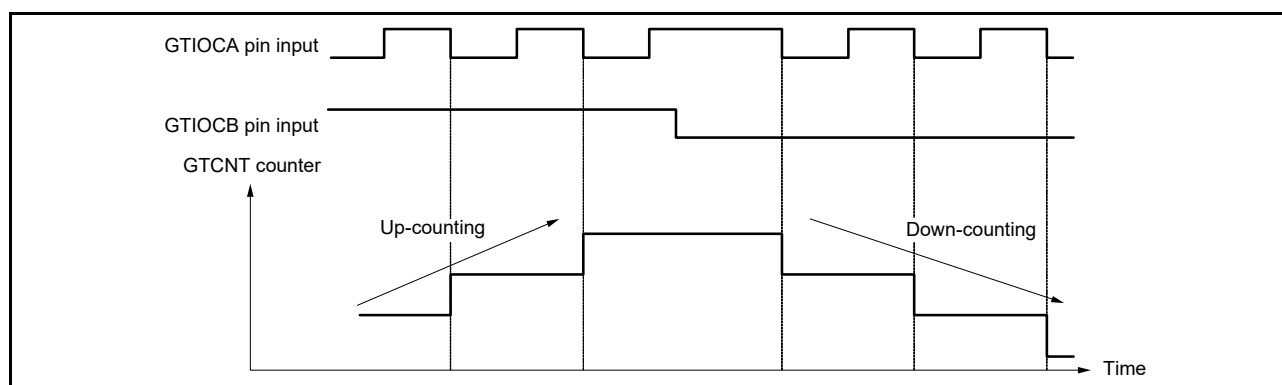 GTIOCA pin input
GTIOCB pin input
GTCNT counter
Up-counting
Down-counting
Time